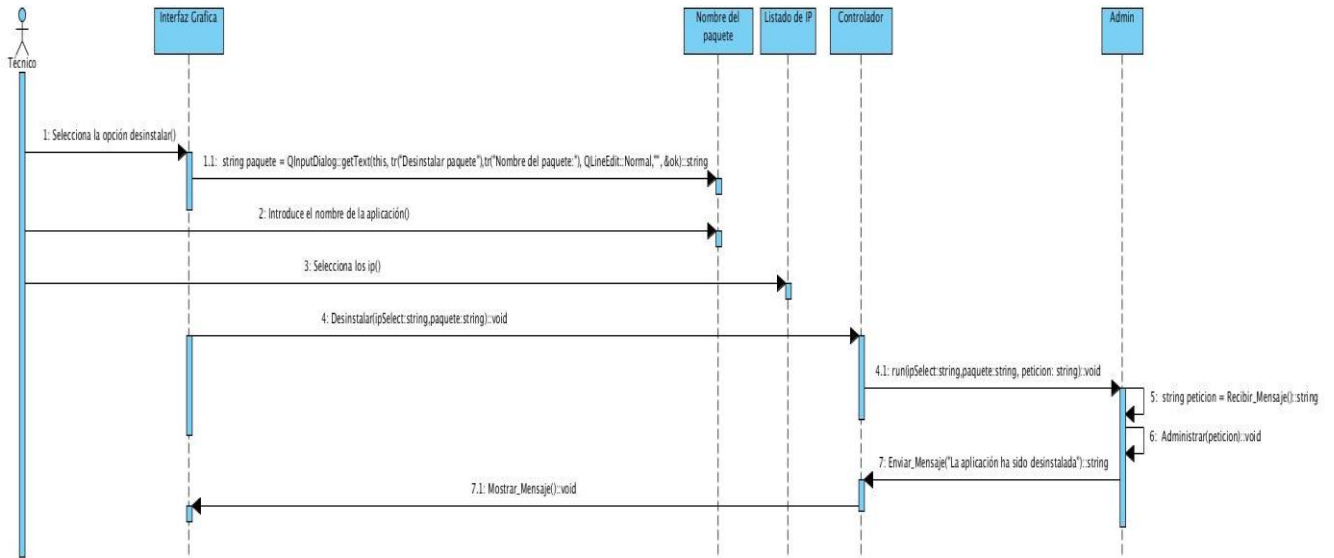 Interfaz Grafica
Nombre del
paquete
Listado de IP
Controlador
Admin
Técnico
1: Selecciona la opción desinstalar()
1.1: string paquete = QInputDialog::getText(this, tr("Desinstalar paquete"),tr("Nombre del paquete:"), QLineEdit::Normal,"", &ok)::string
2: Introduce el nombre de la aplicación()
3: Selecciona los ip()
4: Desinstalar(ipSelect:string,paquete:string)::void
4.1: run(ipSelect:string,paquete:string, peticion: string)::void
5: string peticion = Recibir_Mensaje()::string
6: Administrar(peticion)::void
7: Enviar_Mensaje("La aplicación ha sido desinstalada")::string
7.1: Mostrar_Mensaje()::void